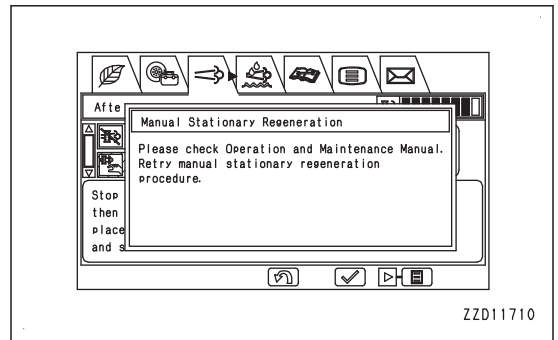 Afte
Manual Stationary Regeneration
Please check Operation and Maintenance Manual.
Retry manual stationary regeneration
procedure.
Stop
then
place
and s
ZZD11710